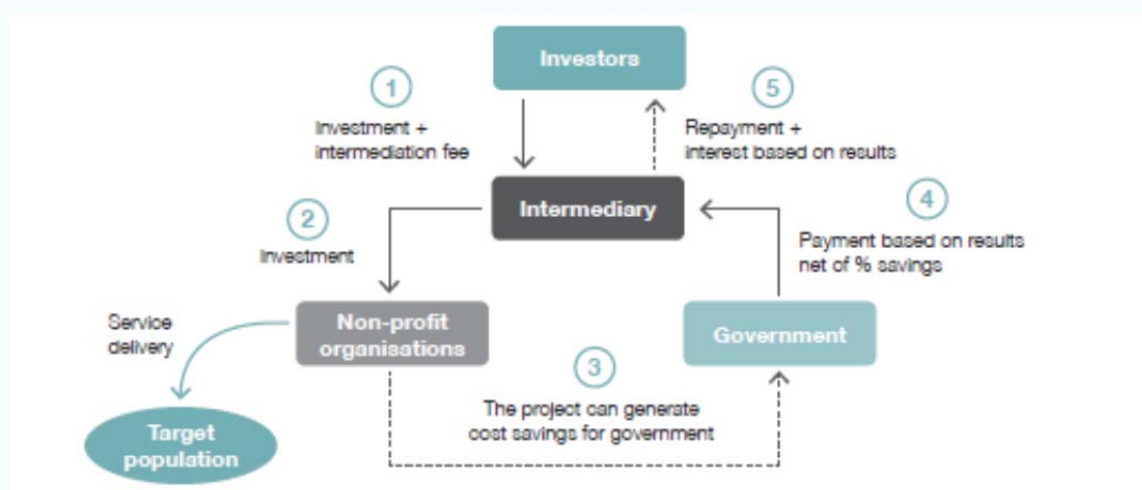 Investors
1
Investment +
intermediation fee
5
Repayment +
interest based on results
Intermediary
2
Investment
4
Payment based on results
net of % savings
Service
delivery
Non-profit
organisations
Government
3
The project can generate
cost savings for government
Target
population